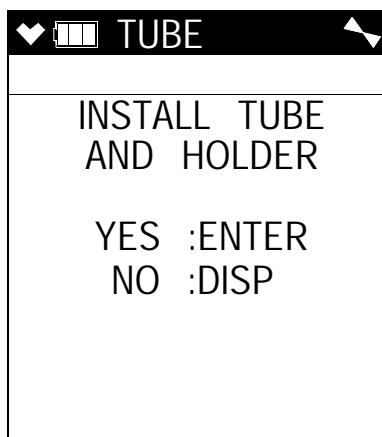 TUBE
INSTALL TUBE
AND HOLDER
YES :ENTER
NO :DISP